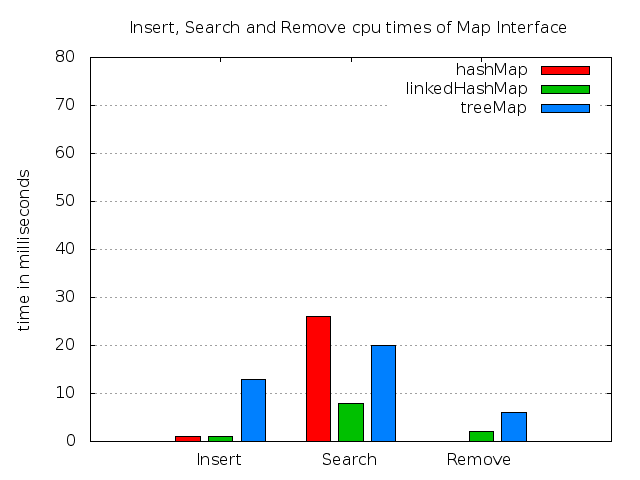 Insert, Search and Remove cpu times of Map Interface
80
70
60
50
40
30
20
10
0
time in milliseconds
hashMap
linkedHashMap
treeMap
Insert
Search
Remove